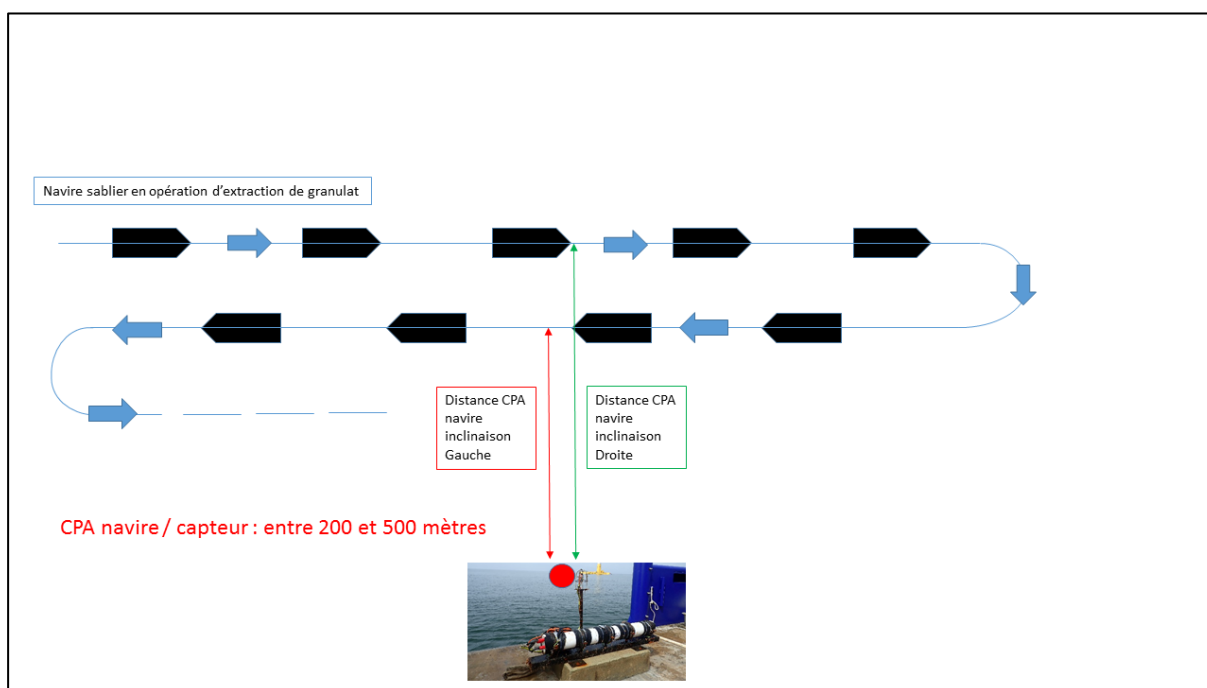 Navire sablier en opération d'extraction de granulat
Distance CPA
navire
inclinaison
Gauche
Distance CPA
navire
inclinaison
Droite
CPA navire / capteur : entre 200 et 500 mètres